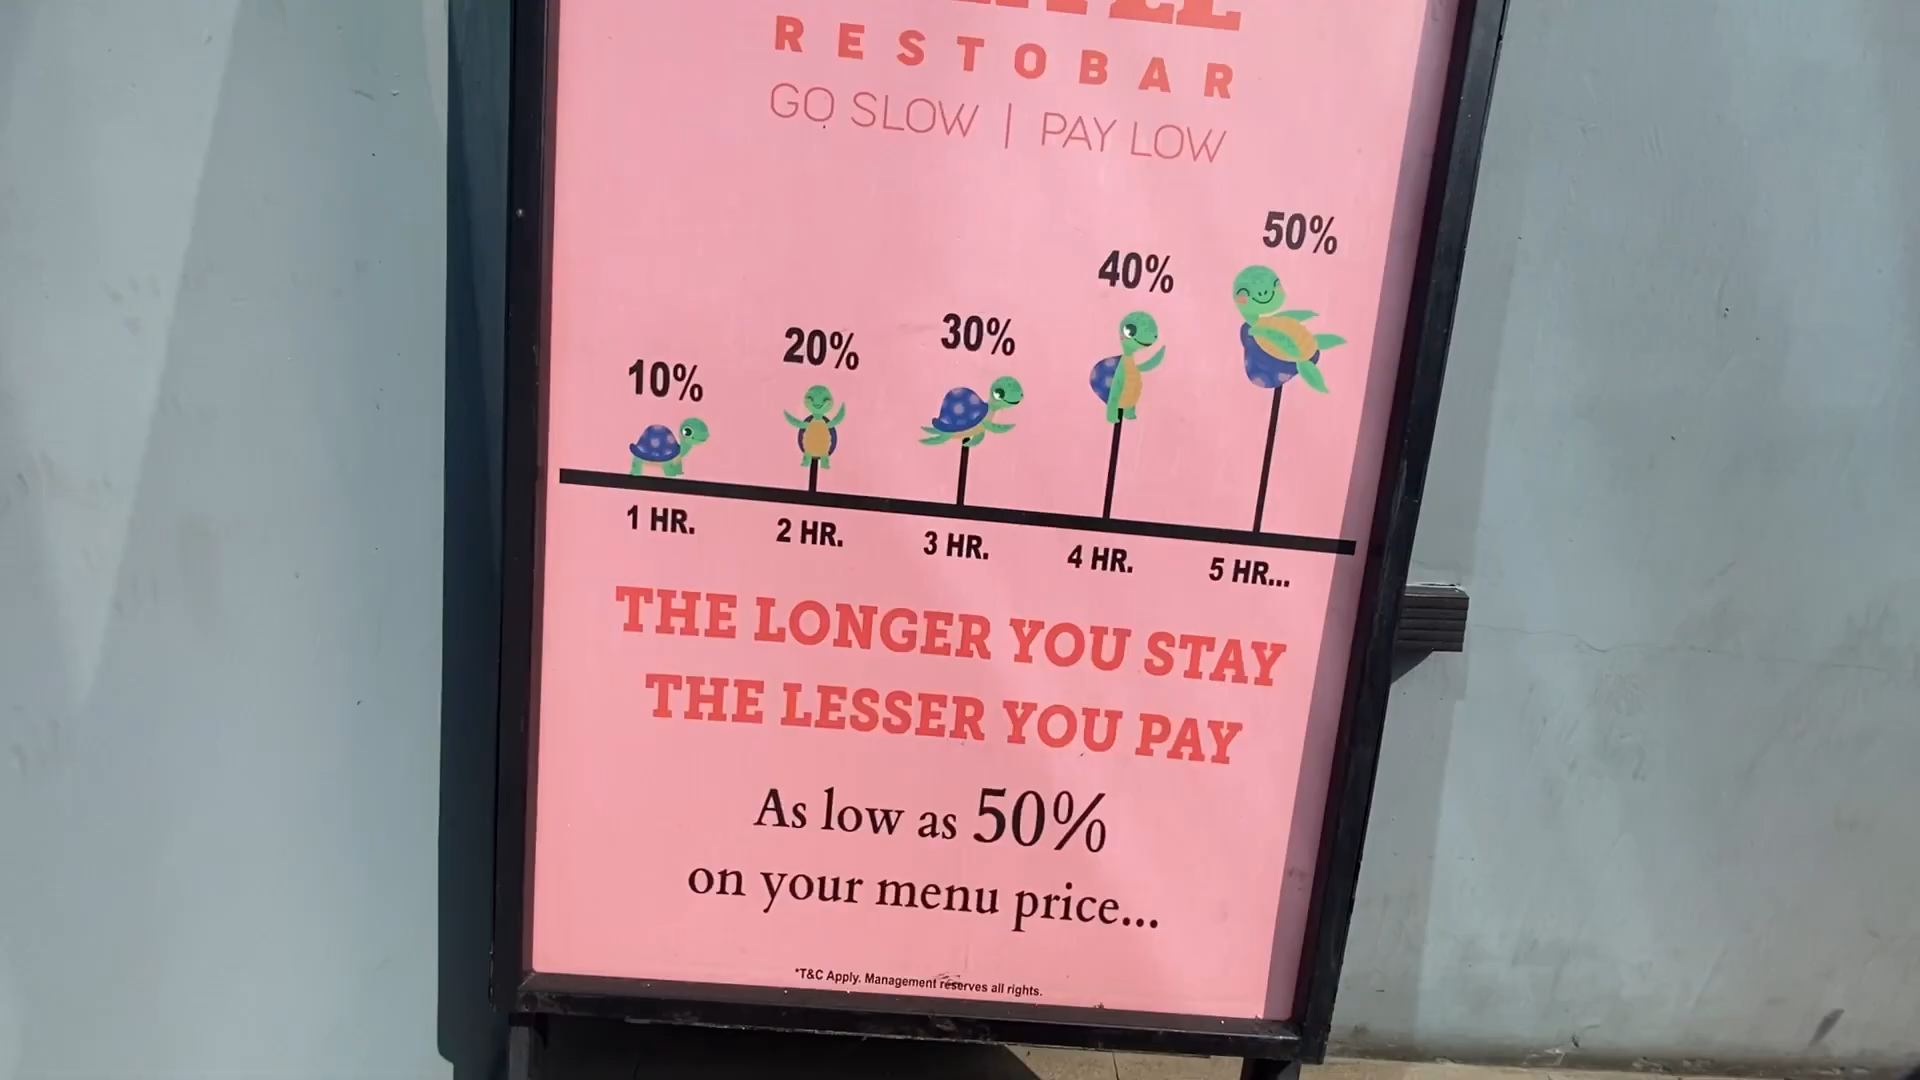 RESTOBAR
GO SLOW | PAY LOW
10% 20% 30% 40% 50%
1 HR. 2 HR. 3 HR. 4 HR. 5 HR...
THE LONGER YOU STAY
THE LESSER YOU PAY
As low as 50%
on your menu price...
*T&C Apply. Management reserves all rights.